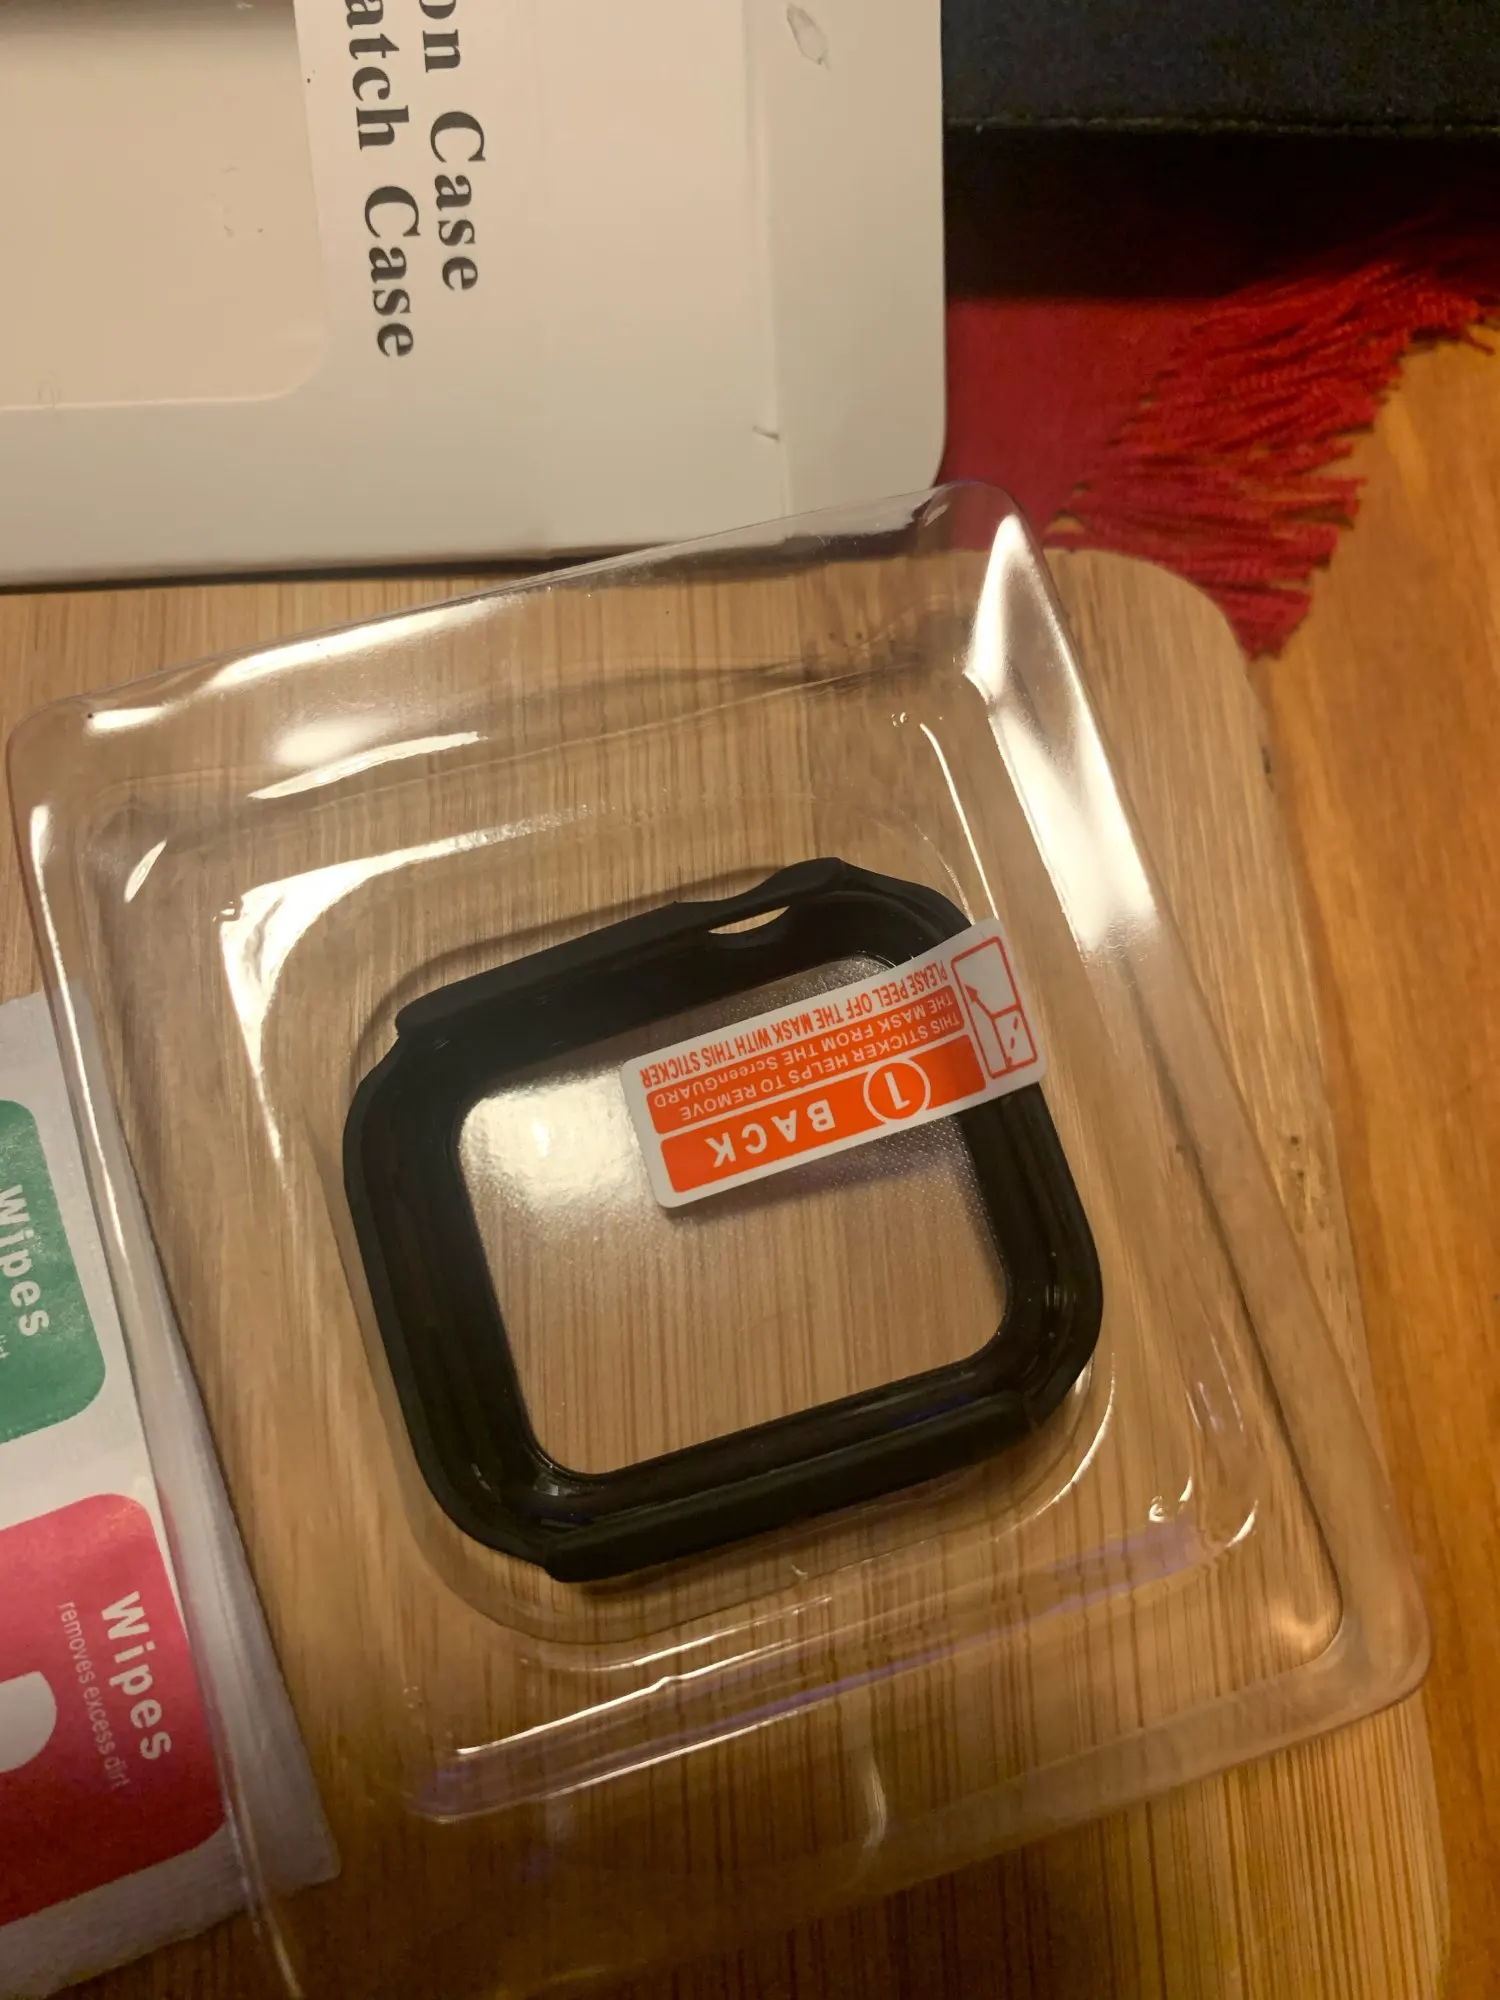 on Case
atch Case
PLEASE PEEL OFF THE MASK WITH THIS STICKER
THIS STICKER HELPS TO REMOVE
THE MASK FROM THE ScreenGUARD
1 BACK
Wipes
Wipes
removes excess dirt